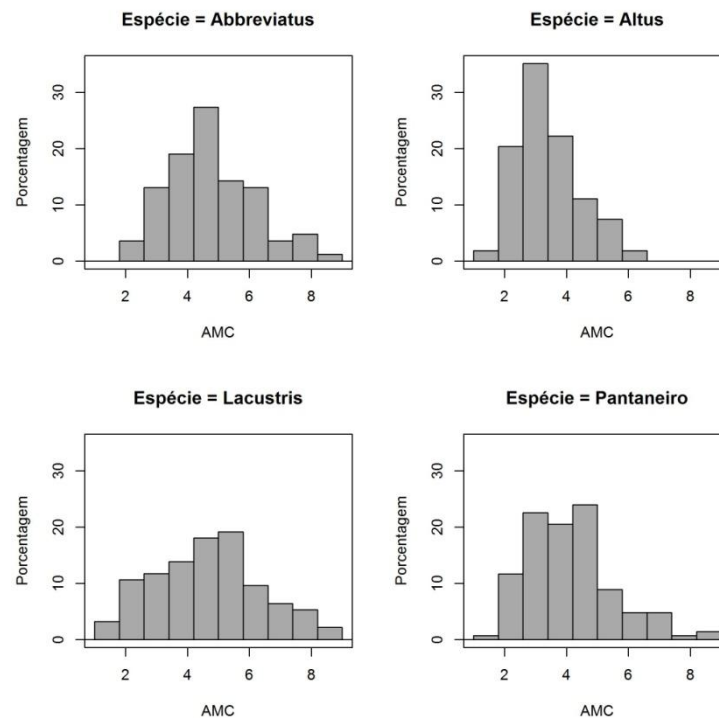 Espécie = Abbreviatus
Porcentagem
30
20
10
0
2 4 6 8
AMC
Espécie = Altus
Porcentagem
30
20
10
0
2 4 6 8
AMC
Espécie = Lacustris
Porcentagem
30
20
10
0
2 4 6 8
AMC
Espécie = Pantaneiro
Porcentagem
30
20
10
0
2 4 6 8
AMC